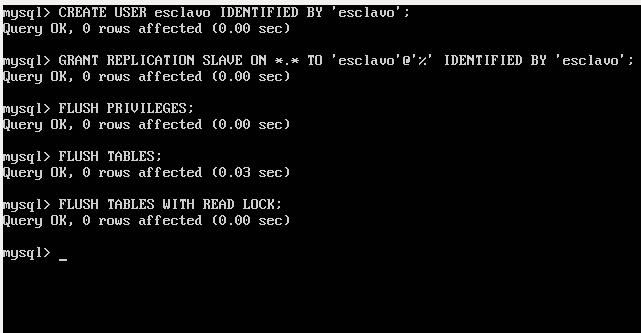 mysql> CREATE USER esclavo IDENTIFIED BY 'esclavo';
Query OK, 0 rows affected (0.00 sec)
mysql> GRANT REPLICATION SLAVE ON *.* TO 'esclavo'@'%' IDENTIFIED BY 'esclavo';
Query OK, 0 rows affected (0.00 sec)
mysql> FLUSH PRIVILEGES;
Query OK, 0 rows affected (0.00 sec)
mysql> FLUSH TABLES;
Query OK, 0 rows affected (0.03 sec)
mysql> FLUSH TABLES WITH READ LOCK;
Query OK, 0 rows affected (0.00 sec)
mysql> _